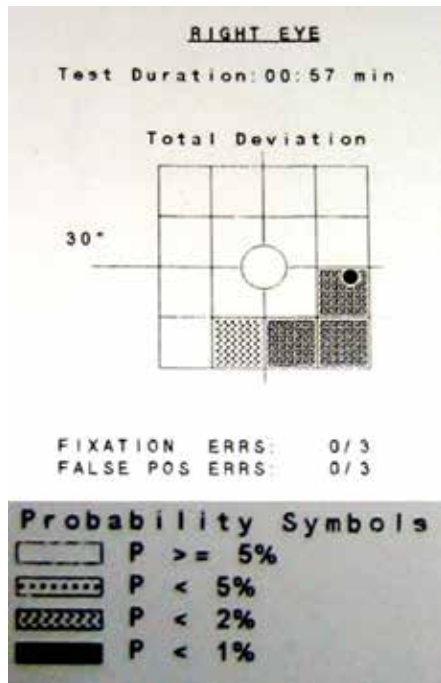 RIGHT EYE
Test Duration:00:57 min
Total Deviation
30°
FIXATION ERRS: 0/3
FALSE POS ERRS: 0/3
Probability Symbols
P >= 5%
P < 5%
P < 2%
P < 1%